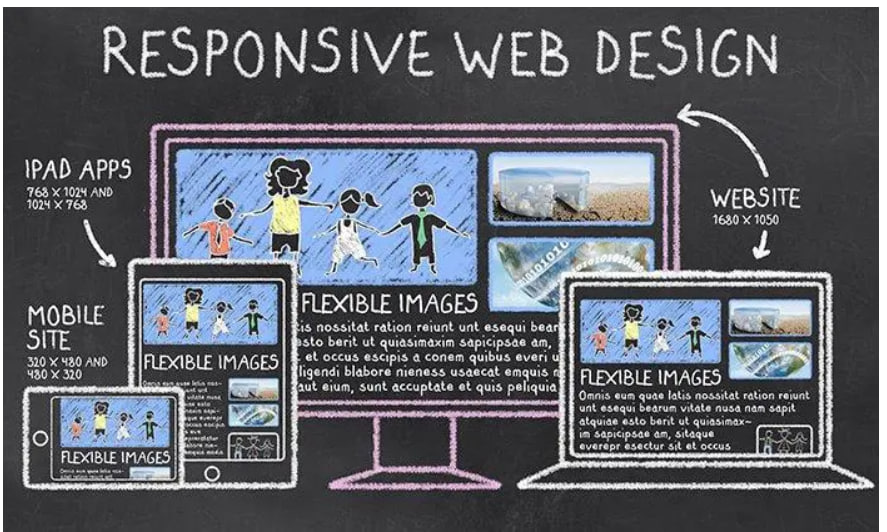 RESPONSIVE WEB DESIGN
IPAD APPS
768 X 1024 AND
1024 X 768
WEBSITE
1680 X 1050
MOBILE
SITE
320 X 480 AND
480 X 320
FLEXIBLE IMAGES
tis nossitat ration reiunt unt esequi bear
esto berit ut quiasimaxim sapicipsae am,
t et occus escipis a conem quibus everi u
ligendi blabore nieness usaecat emquis n
aut eium, sunt accuptate et quis peliquia
1010101010
FLEXIBLE IMAGES
Omnis eum quae latis nos-
FLEXIBLE IMAGES
Omnis eum quae latis nos-
FLEXIBLE IMAGES
Omnis eum quae latis nossitat ration reiunt
unt esequi bearum vitate nusa nam sapit
atquiae esto berit ut quiasimax-
im sapicipsae am, sitaque
everepr esectur sit et occus